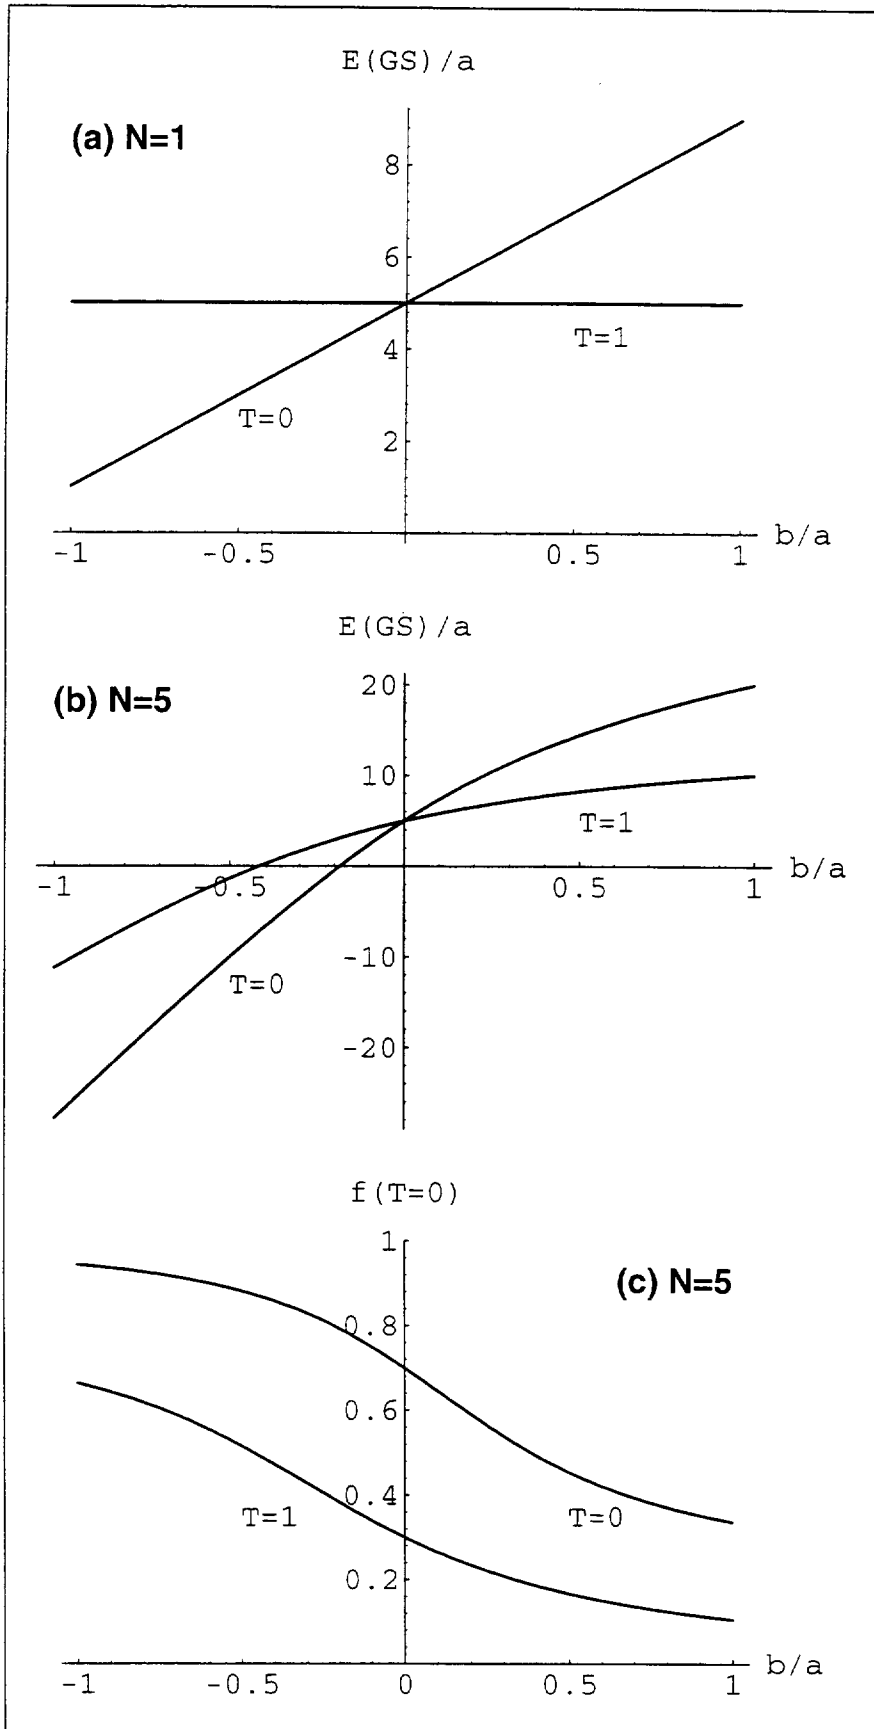 E(GS)/a
(a) N=1
8
6
4
T=1
T=0
2
-1 -0.5 0.5 1 b/a
E(GS)/a
(b) N=5
20
10
T=1
-1 -0.5 0.5 1 b/a
-10
T=0
-20
f(T=0)
1
(c) N=5
0.8
0.6
0.4
T=1 T=0
0.2
-1 -0.5 0 0.5 1 b/a